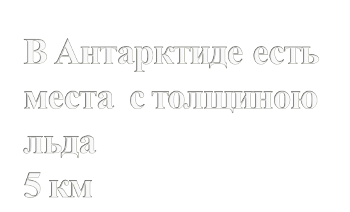 В Антарктиде есть
места с толщиною
льда
5 км